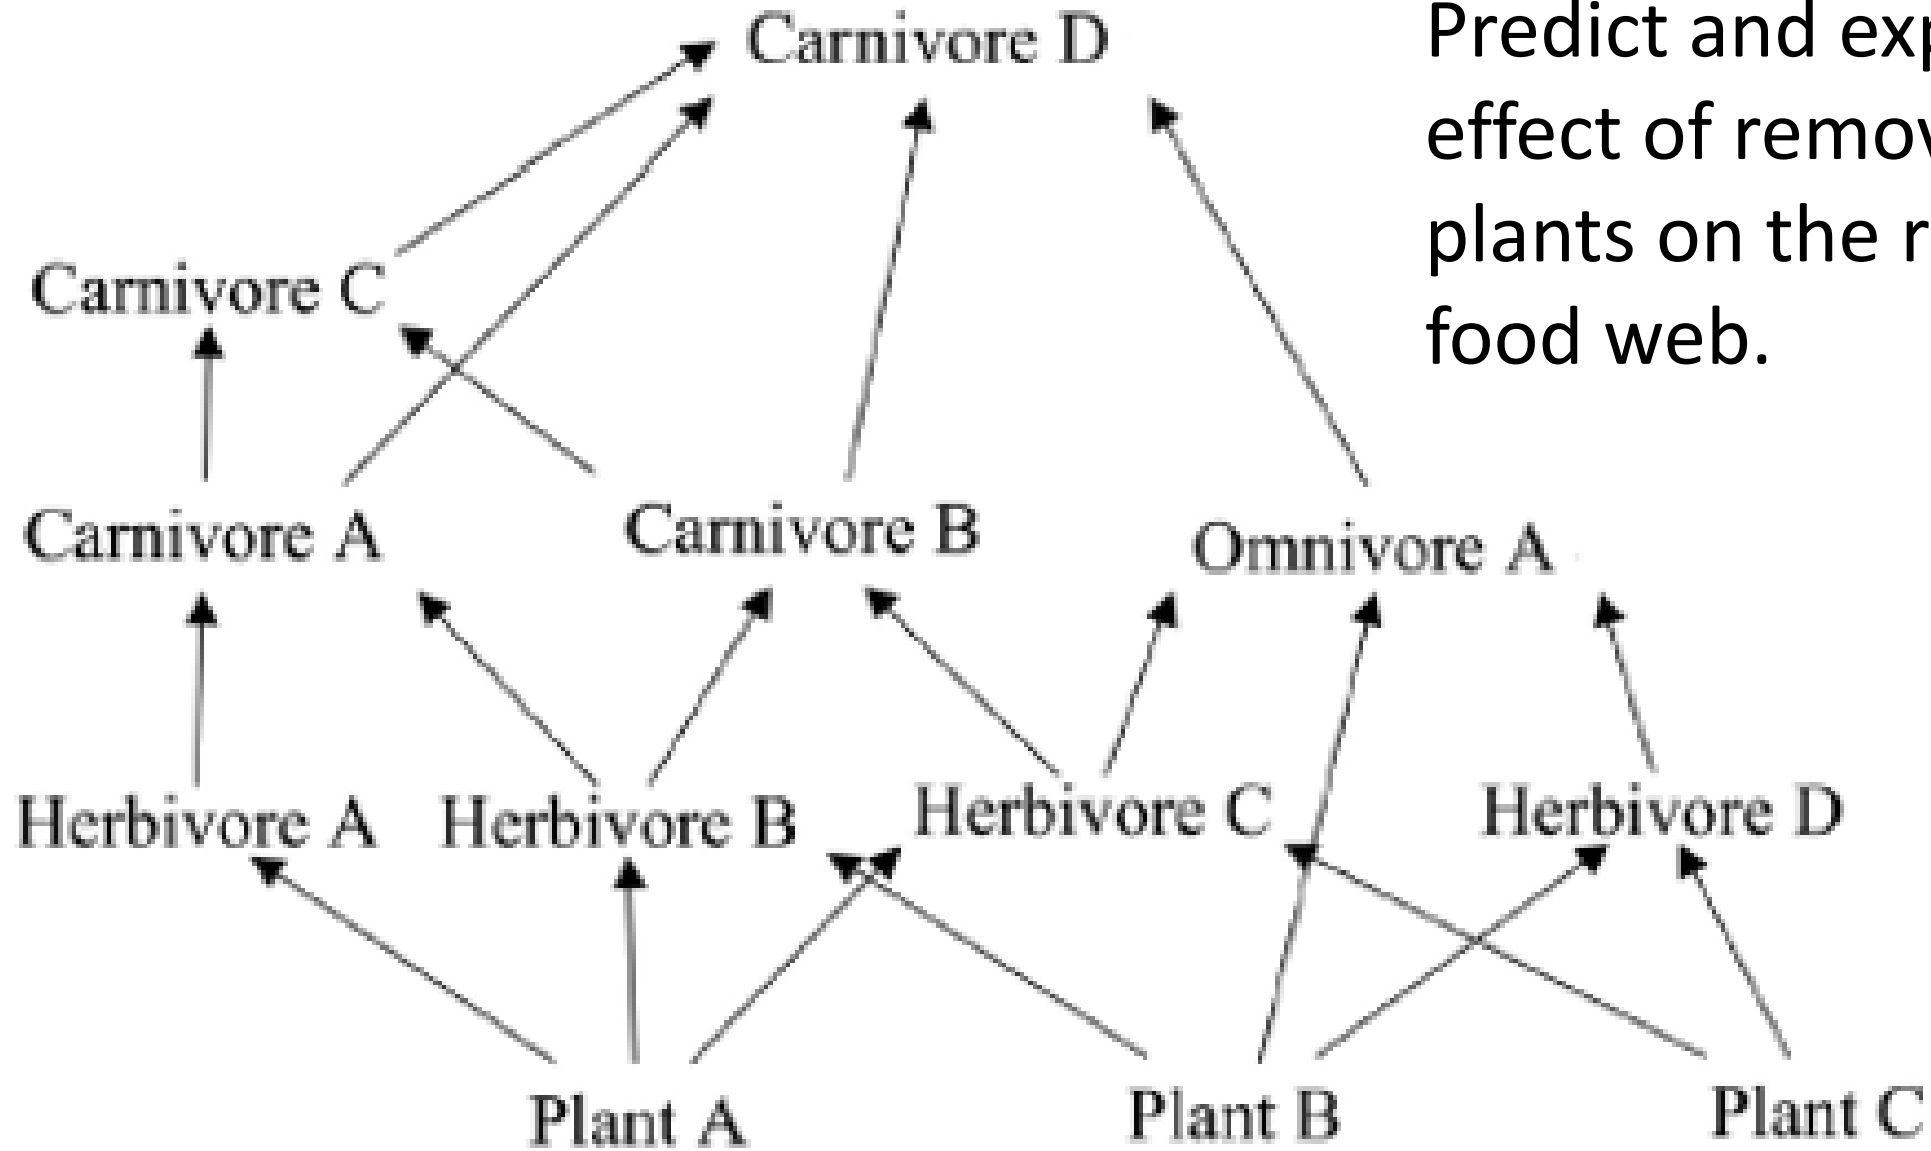 Carnivore D
Predict and exp
effect of remov
plants on the r
food web.
Carnivore C
Carnivore A
Carnivore B
Omnivore A
Herbivore A
Herbivore B
Herbivore C
Herbivore D
Plant A
Plant B
Plant C